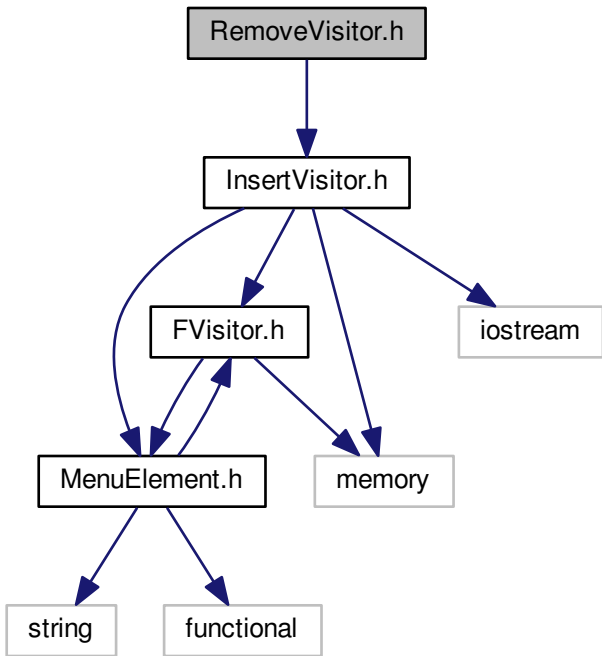 RemoveVisitor.h
InsertVisitor.h
FVisitor.h
iostream
MenuElement.h
memory
string
functional